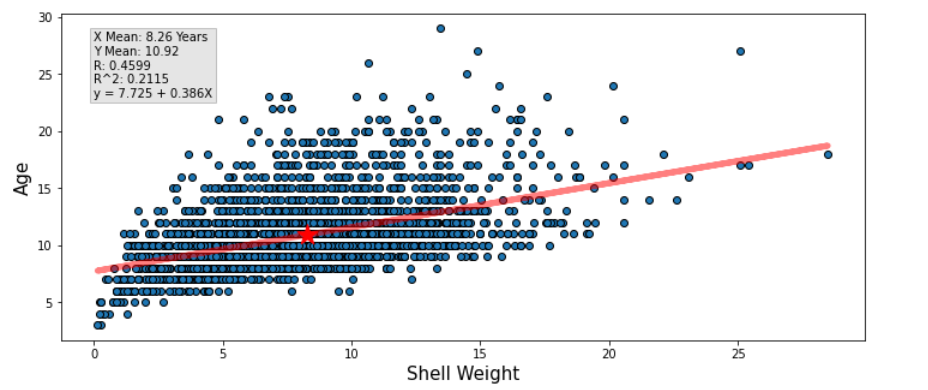 30
25
20
15
10
5
Age
X Mean: 8.26 Years
Y Mean: 10.92
R: 0.4599
R^2: 0.2115
y = 7.725 + 0.386X
0 5 10 15 20 25
Shell Weight